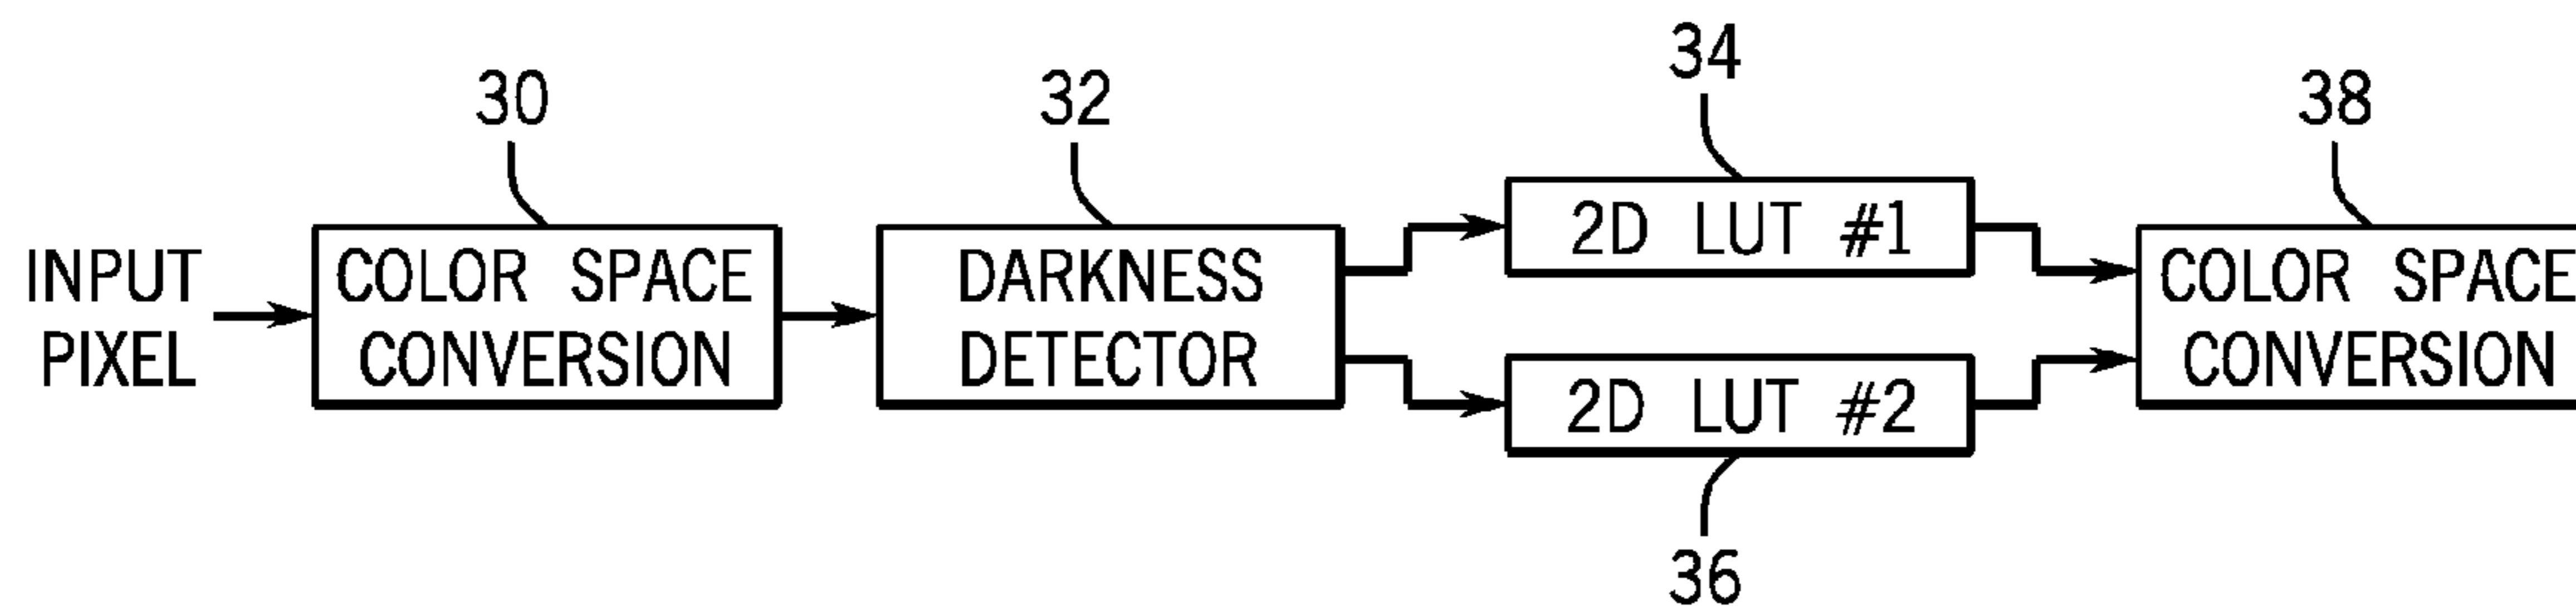 34
30
32
38
INPUT
PIXEL
COLOR SPACE
CONVERSION
DARKNESS
DETECTOR
2D LUT #1
2D LUT #2
COLOR SPACE
CONVERSION
36